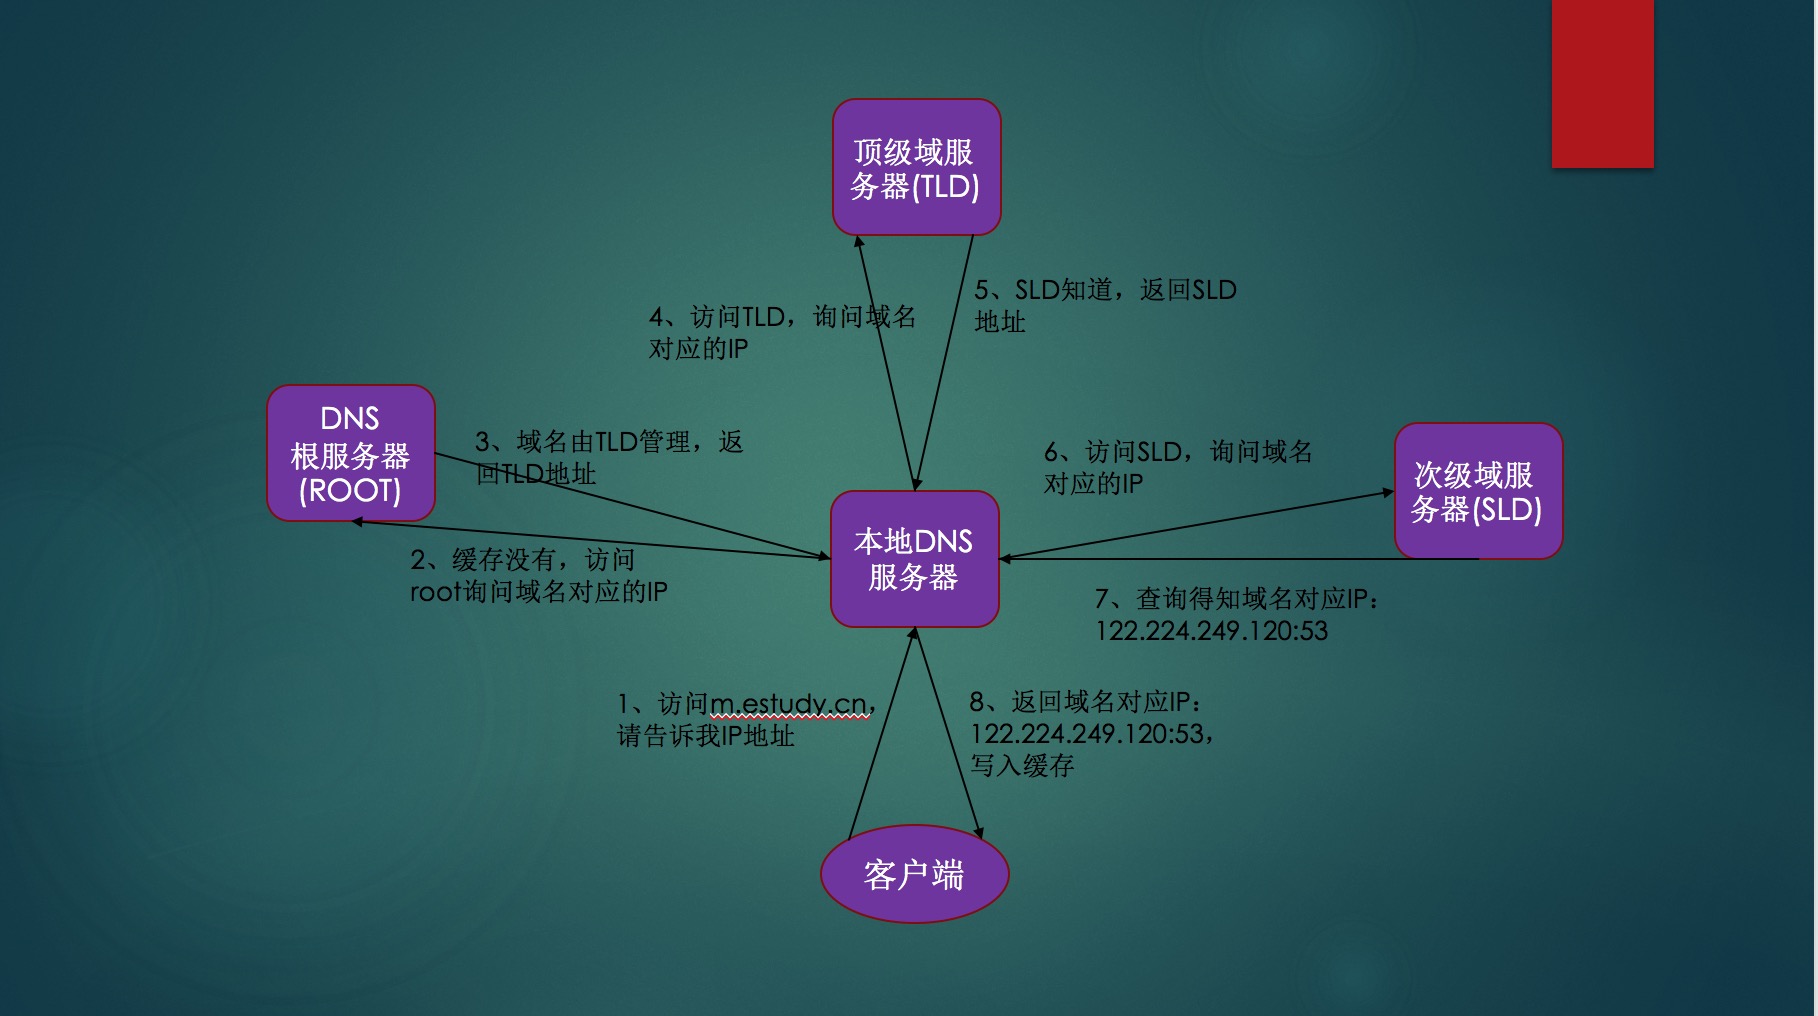 顶级域服
务器(TLD)
5、SLD知道，返回SLD
地址
4、访问TLD，询问域名
对应的IP
DNS
根服务器
(ROOT)
3、域名由TLD管理，返
回TLD地址
6、访问SLD，询问域名
对应的IP
次级域服
务器(SLD)
本地DNS
服务器
2、缓存没有，访问
root询问域名对应的IP
7、查询得知域名对应IP：
122.224.249.120:53
1、访问m.estudv.cn，
请告诉我IP地址
8、返回域名对应IP：
122.224.249.120:53，
写入缓存
客户端